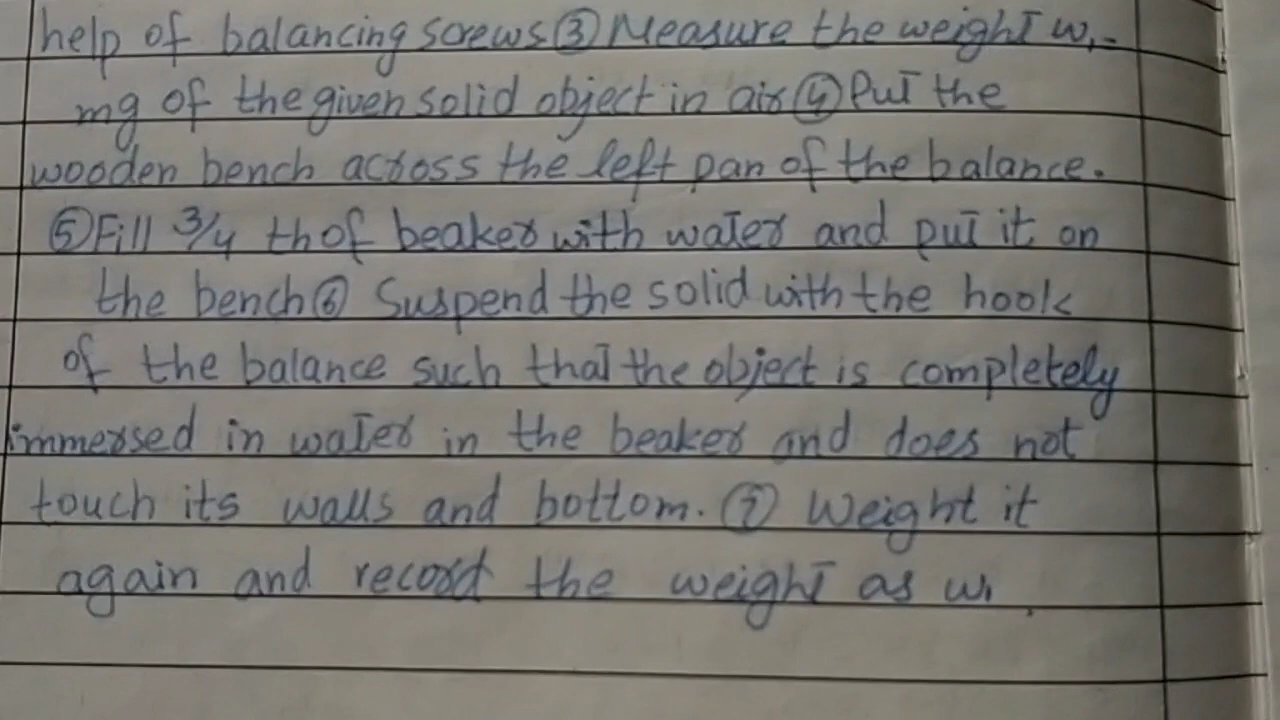 help of balancing screws ③ Measure the weight w₁-
mg of the given solid object in air ④ Put the
wooden bench across the left pan of the balance.
⑤ Fill 3/4 th of beaker with water and put it on
the bench ⑥ Suspend the solid with the hook
of the balance such that the object is completely
immersed in water in the beaker and does not
touch its walls and bottom. ⑦ Weight it
again and record the weight as w₁